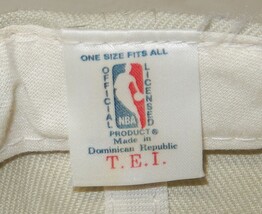 ONE SIZE FITS ALL
OFFICIAL
LICENSED
NBA
PRODUCT®
Made in
Dominican Republic
T.E.I.